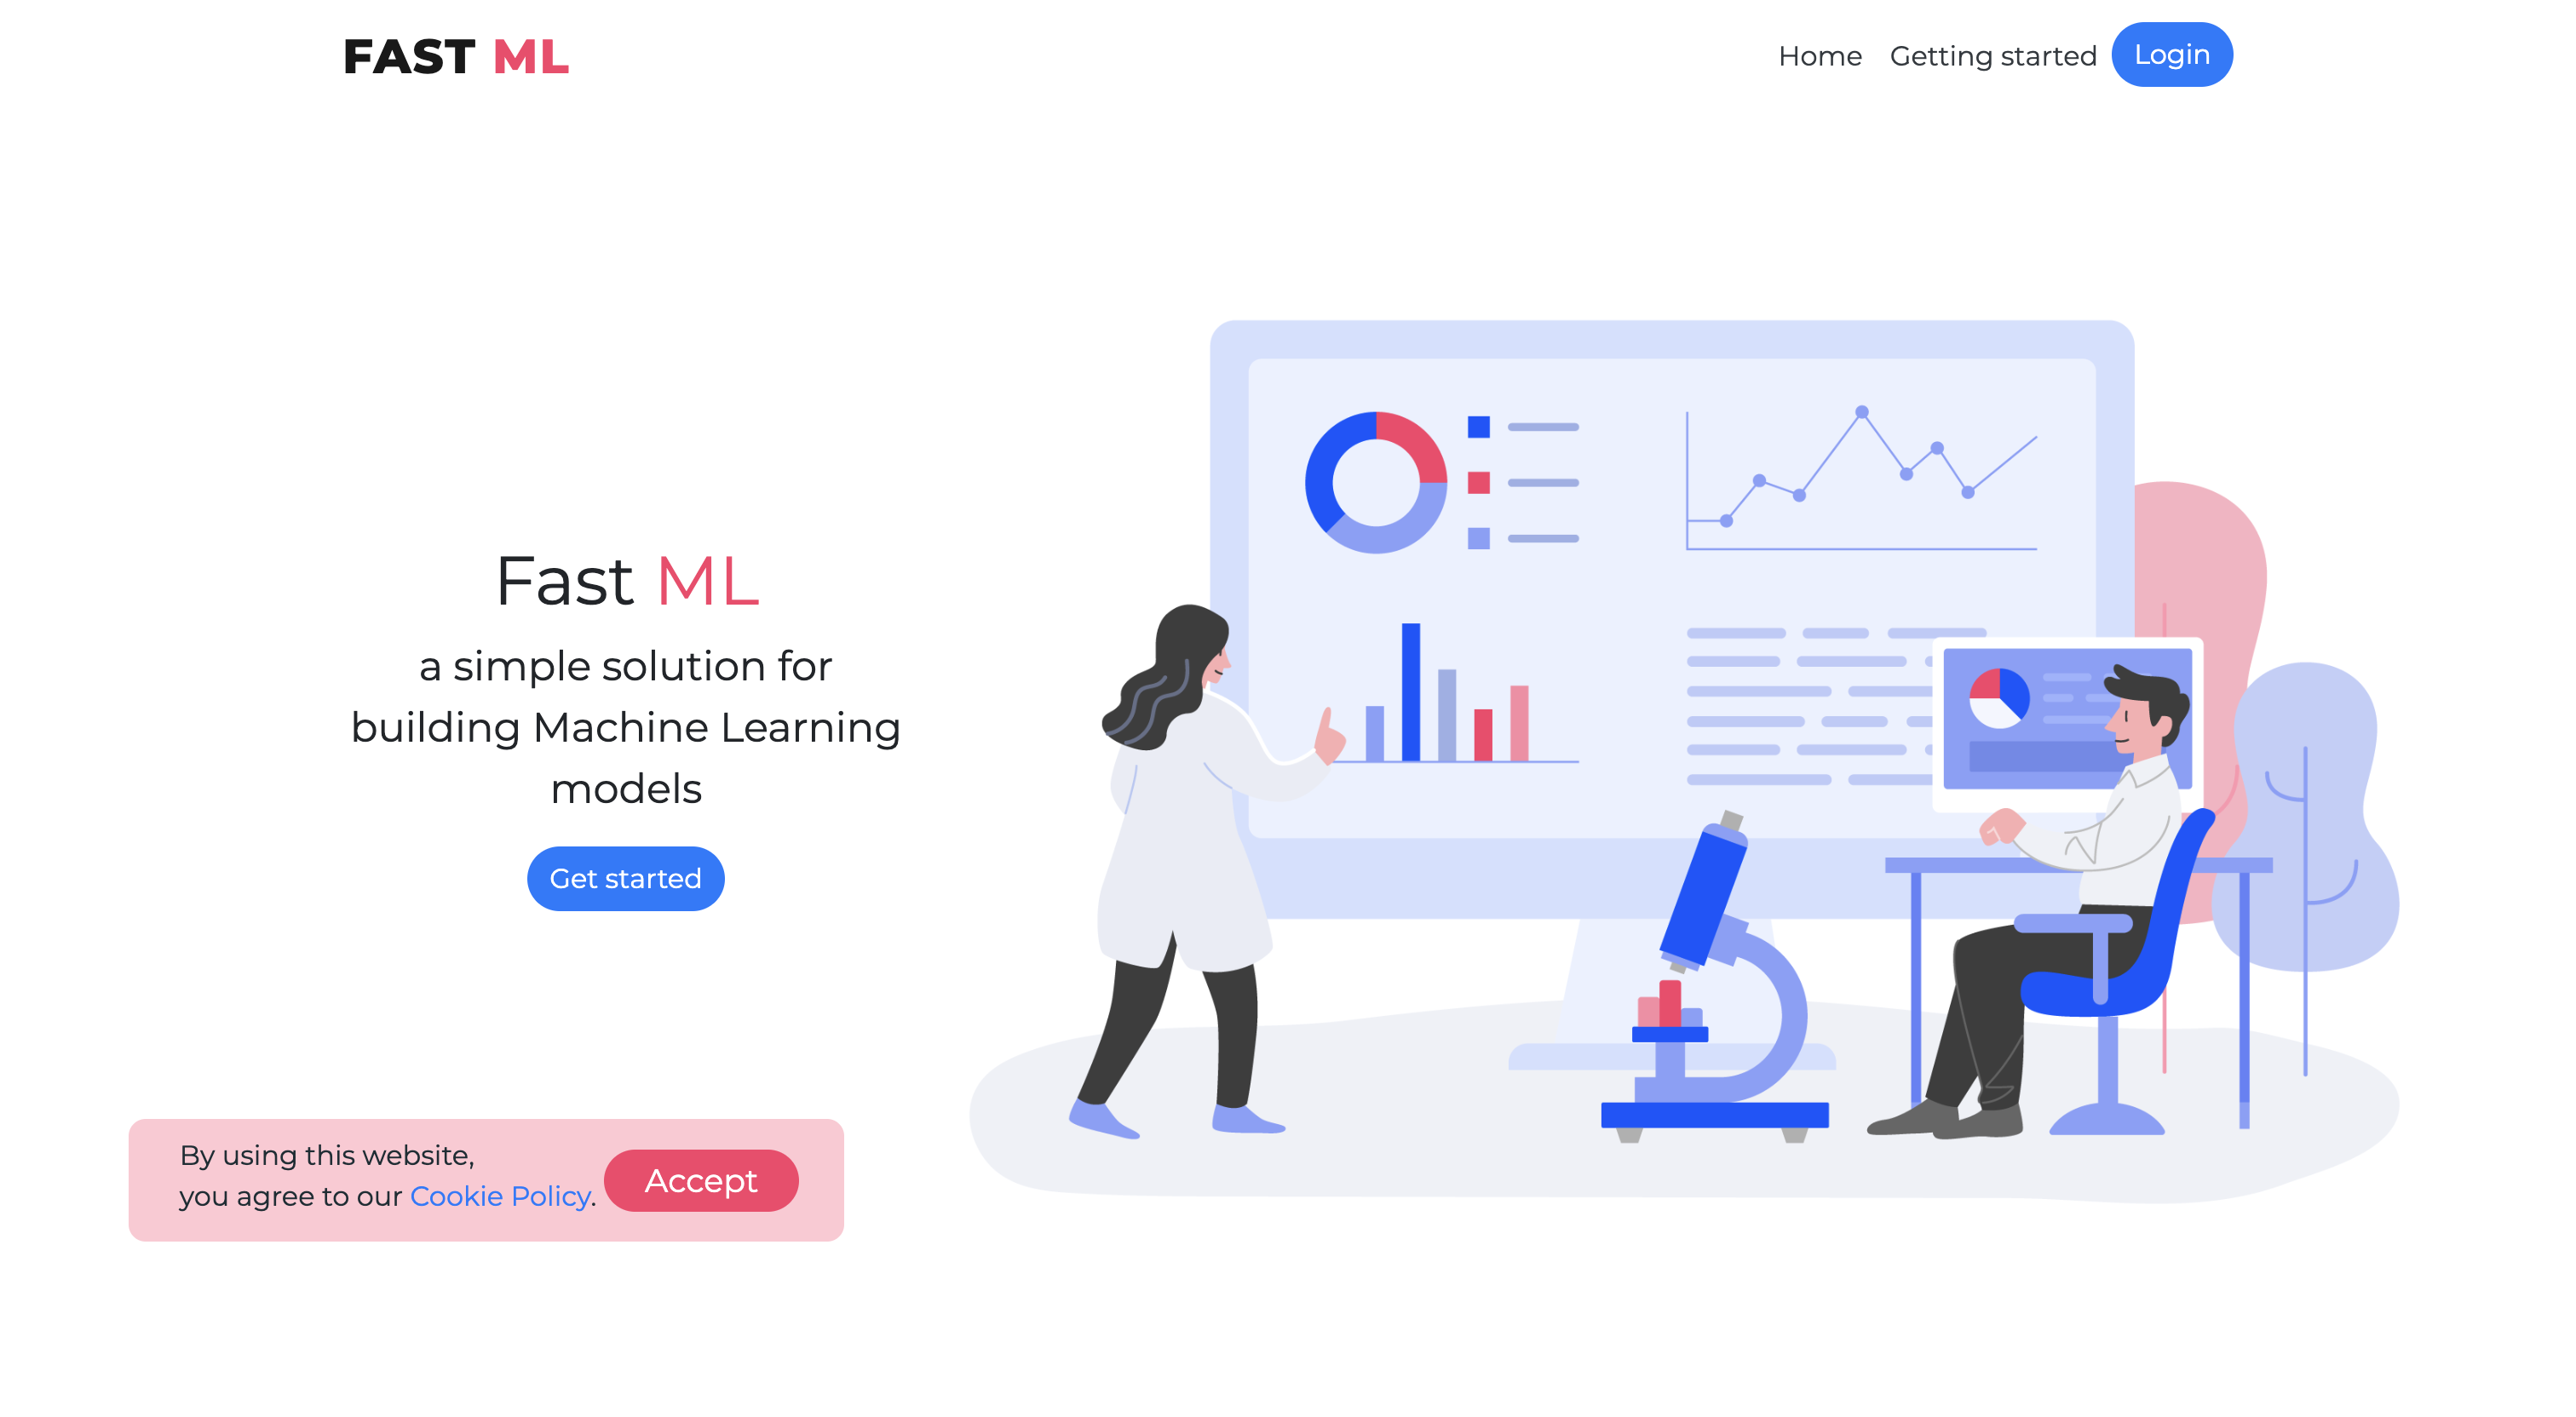 FAST ML
Home
Getting started
Login
Fast ML
a simple solution for
building Machine Learning
models
Get started
By using this website,
you agree to our Cookie Policy.
Accept